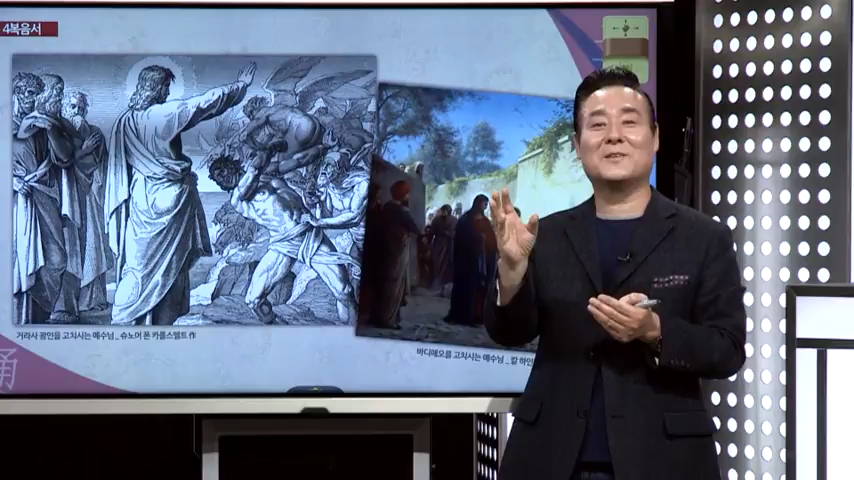 4복음서
거라사 광인을 고치시는 예수님 _ 슈노어 폰 카롤스펠트 作
바디매오를 고치시는 예수님 _ 칼 하인
통